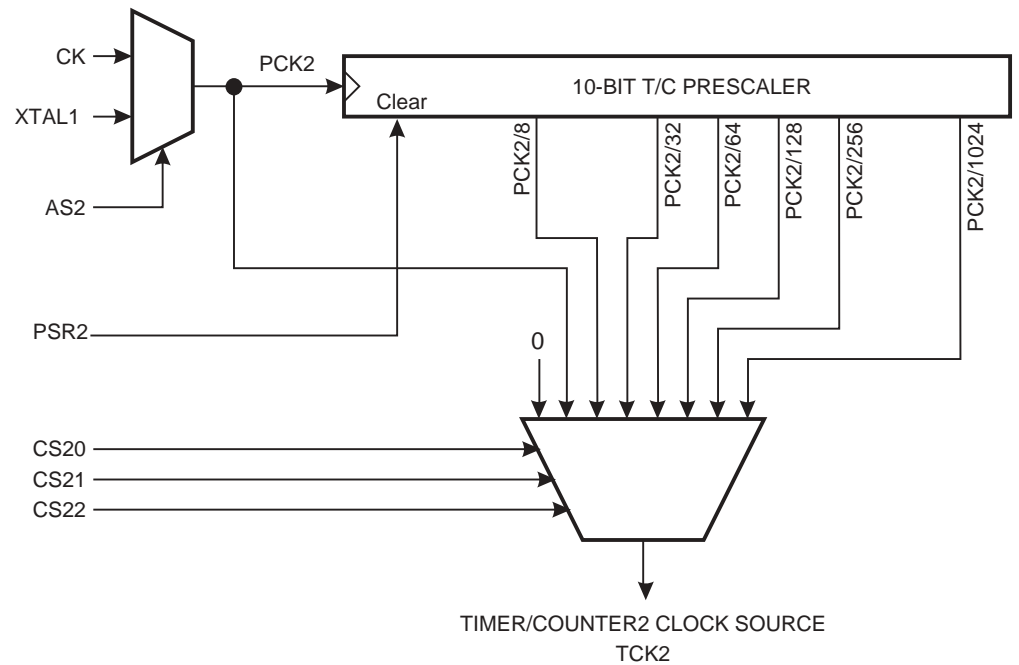 CK
PCK2
10-BIT T/C PRESCALER
Clear
XTAL1
PCK2/8
PCK2/32
PCK2/64
PCK2/128
PCK2/256
PCK2/1024
AS2
PSR2
0
CS20
CS21
CS22
TIMER/COUNTER2 CLOCK SOURCE
TCK2